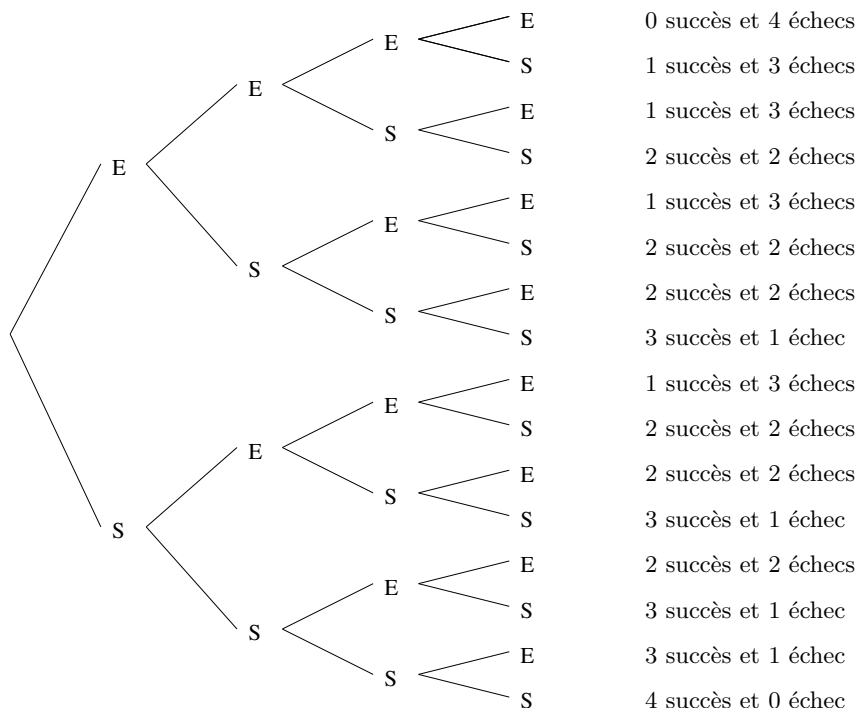 E 0 succès et 4 échecs
E
S 1 succès et 3 échecs
E
E 1 succès et 3 échecs
S
S 2 succès et 2 échecs
E
E 1 succès et 3 échecs
E
S 2 succès et 2 échecs
S
E 2 succès et 2 échecs
S
S 3 succès et 1 échec
E 1 succès et 3 échecs
E
S 2 succès et 2 échecs
E
E 2 succès et 2 échecs
S
S 3 succès et 1 échec
S
E 2 succès et 2 échecs
E
S 3 succès et 1 échec
S
E 3 succès et 1 échec
S
S 4 succès et 0 échec